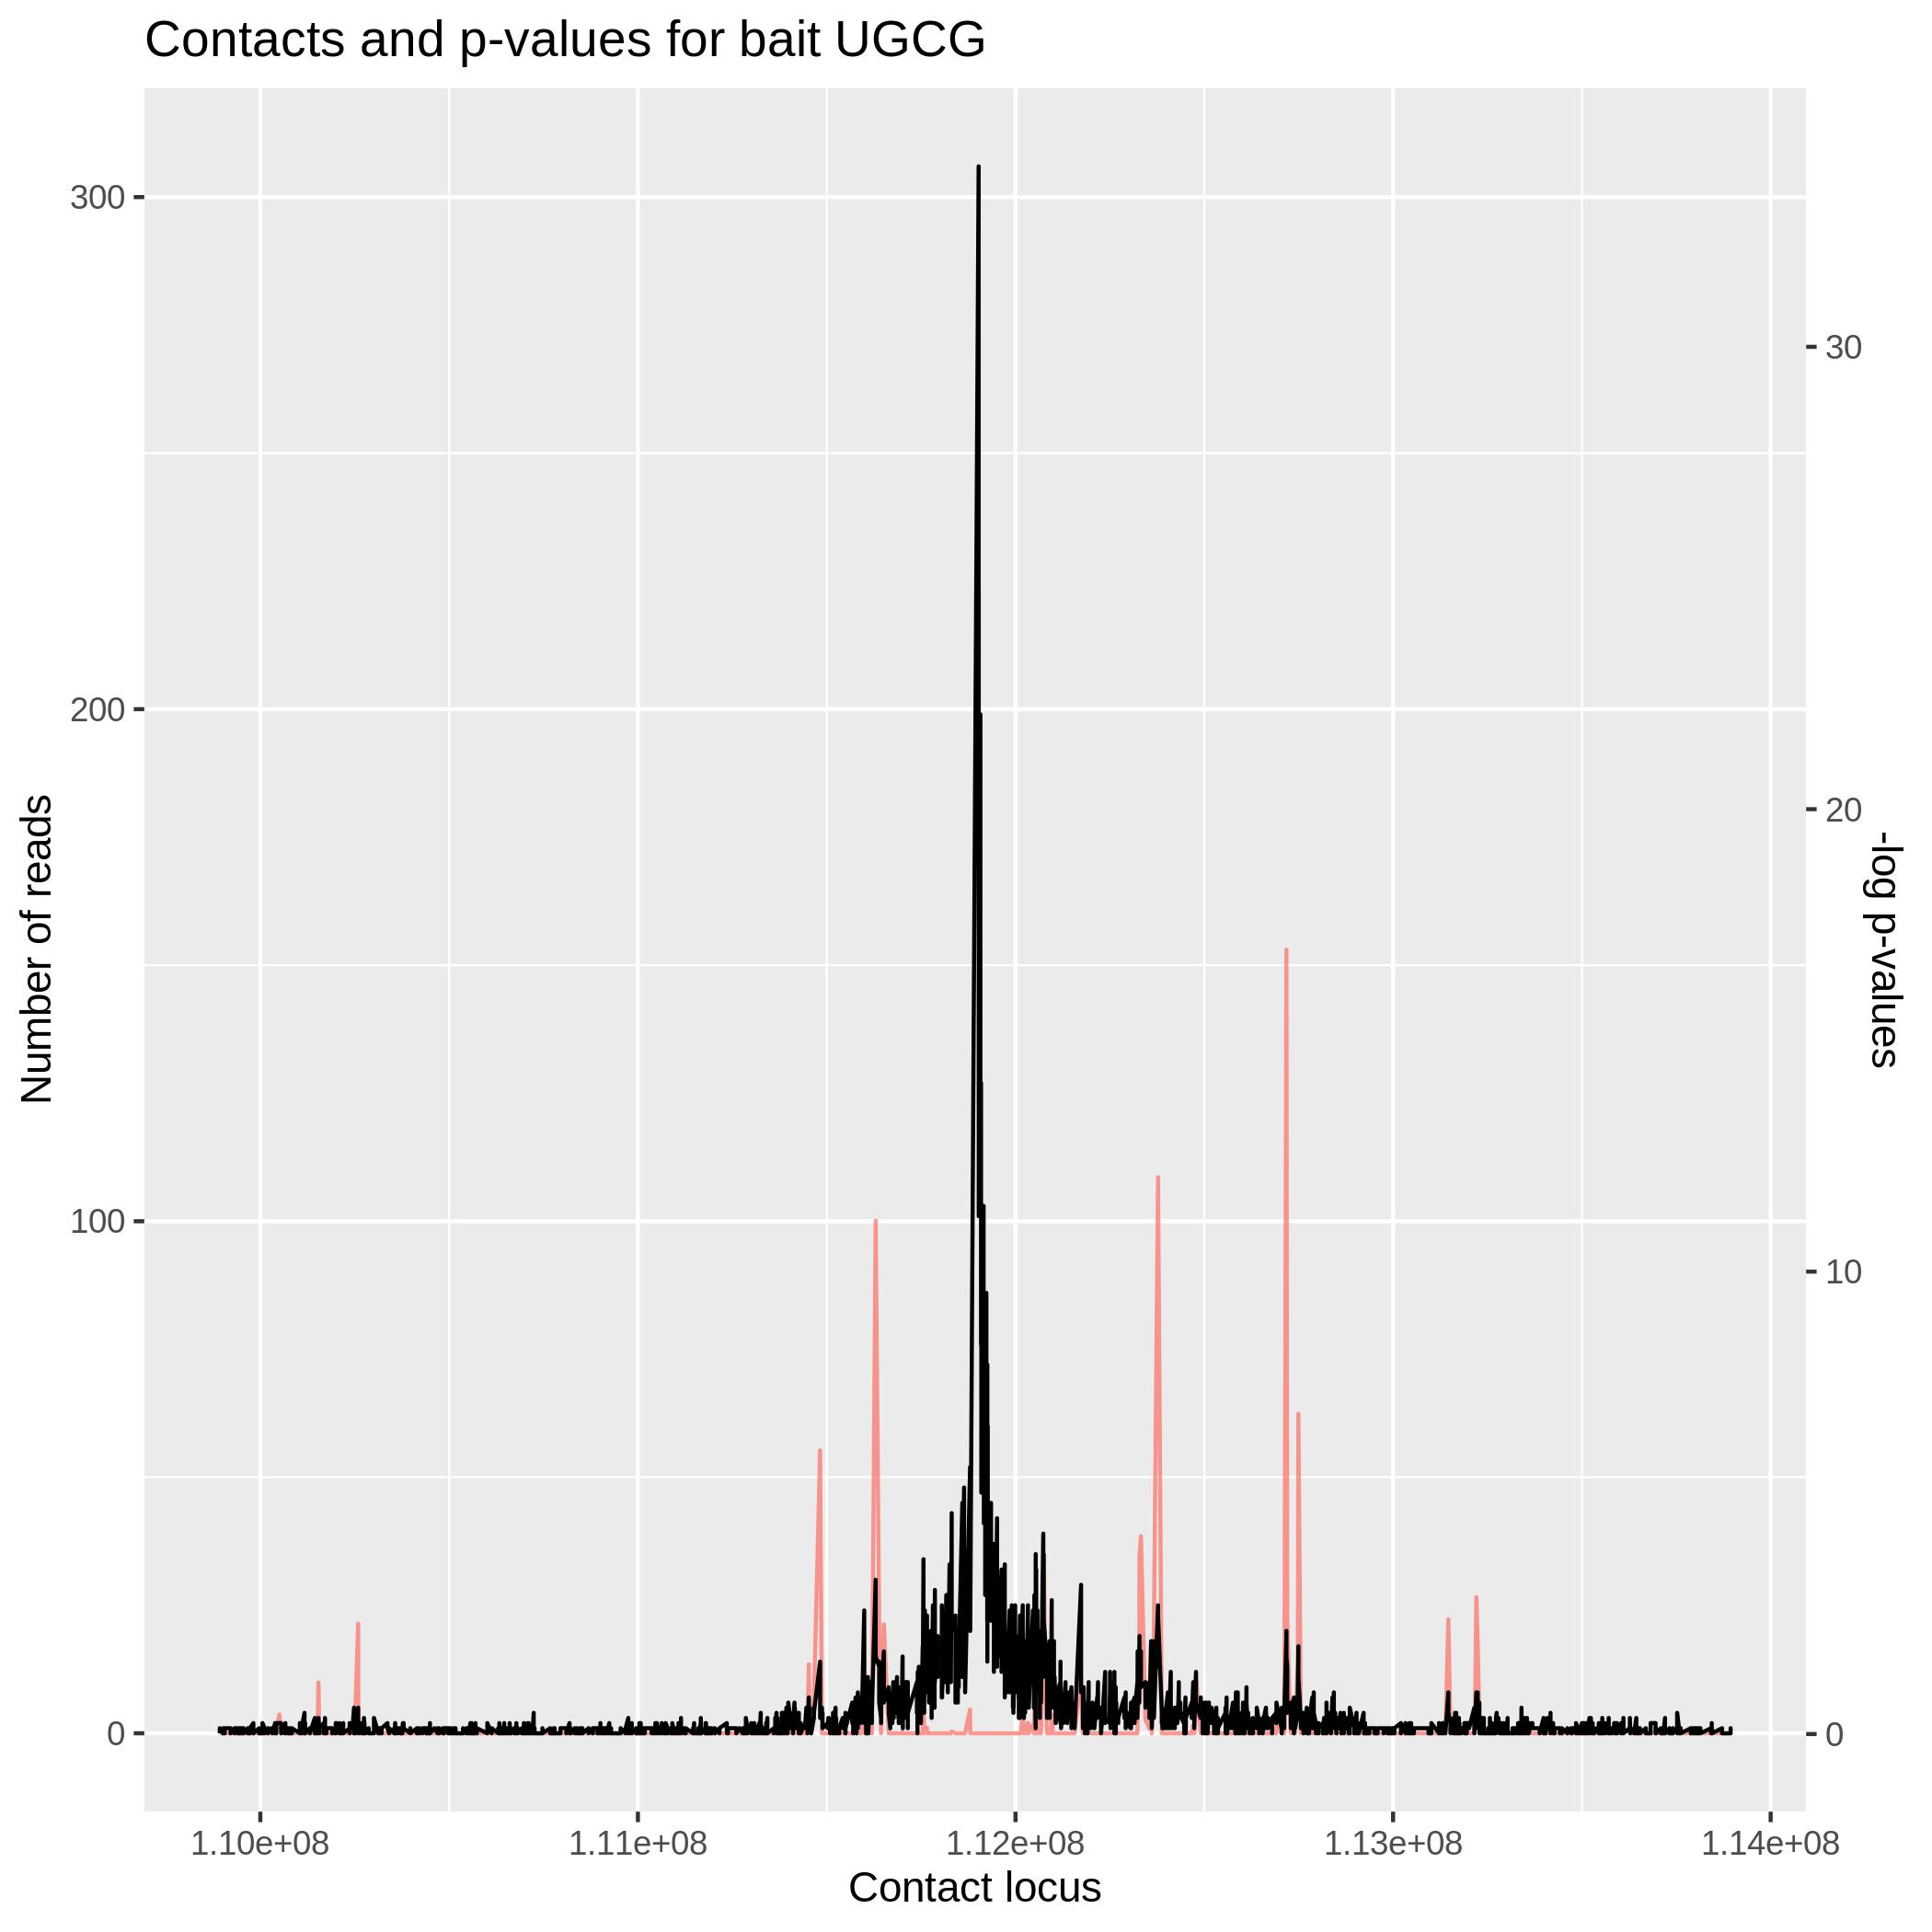 Contacts and p-values for bait UGCG
Number of reads
300
200
100
0
30
20
10
0
-log p-values
1.10e+08
1.11e+08
1.12e+08
1.13e+08
1.14e+08
Contact locus